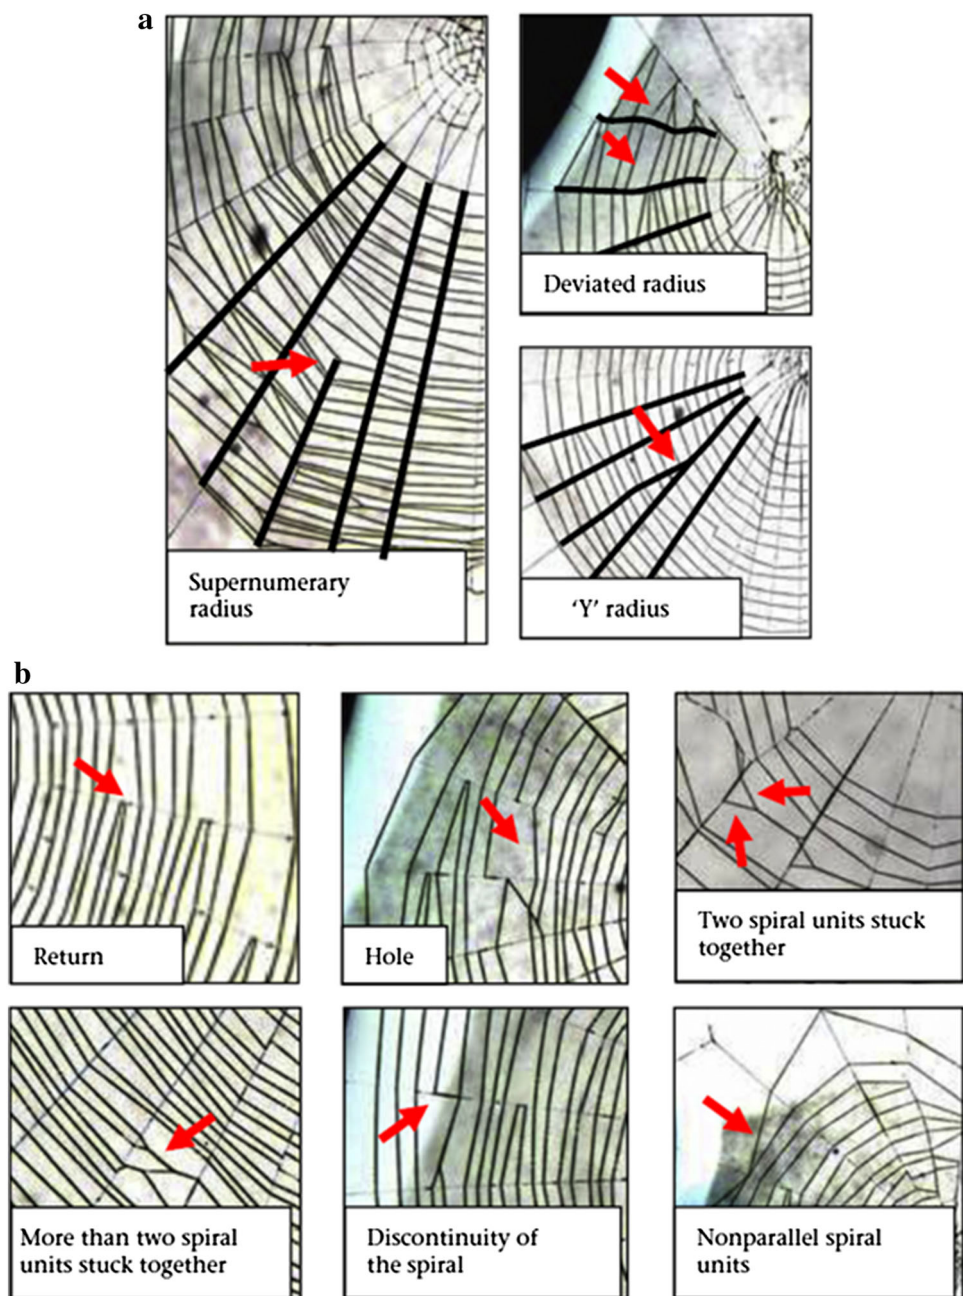 a
Supernumerary
radius
Deviated radius
'Y' radius
b
Return
Hole
Two spiral units stuck
together
More than two spiral
units stuck together
Discontinuity of
the spiral
Nonparallel spiral
units